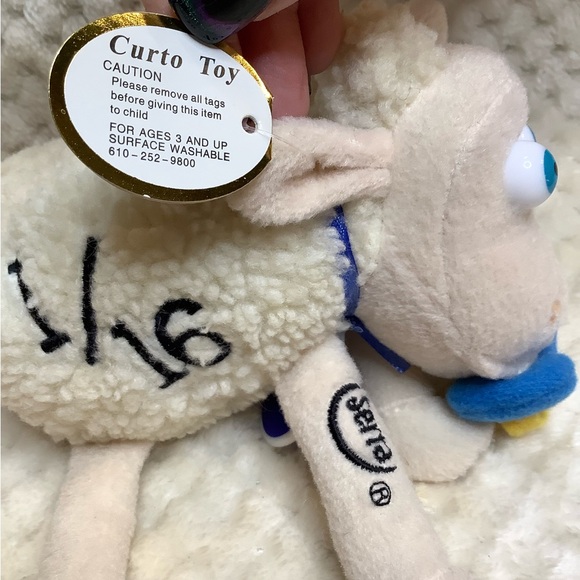 Curto Toy
CAUTION
Please remove all tags
before giving this item
to child
FOR AGES 3 AND UP
SURFACE WASHABLE
610-252-9800
1/16
Serta
®